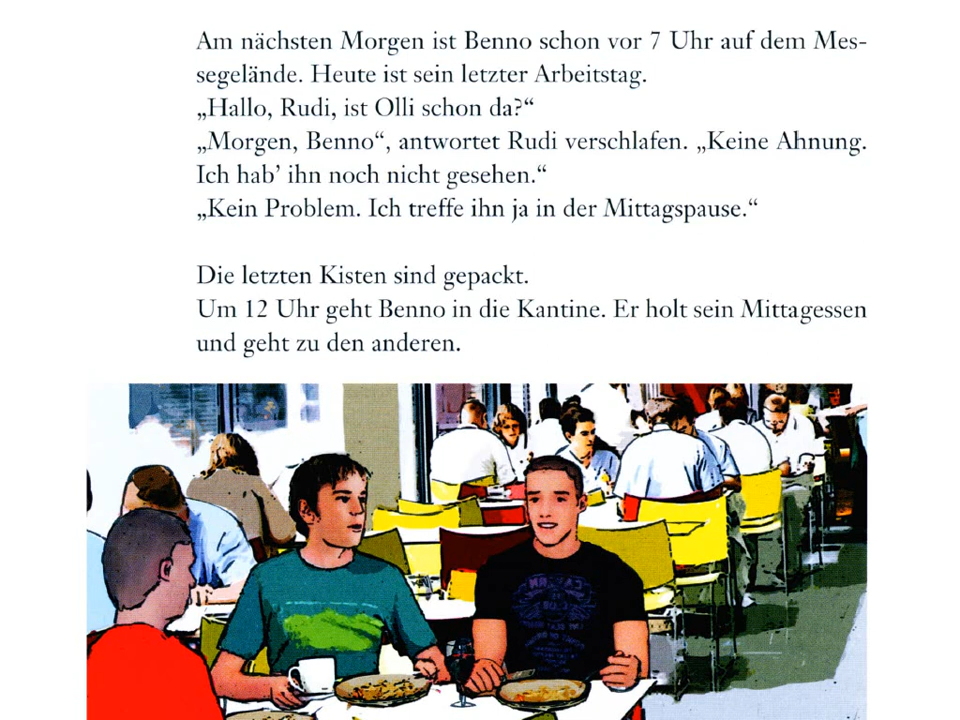 Am nächsten Morgen ist Benno schon vor 7 Uhr auf dem Mes-
segelände. Heute ist sein letzter Arbeitstag.
„Hallo, Rudi, ist Olli schon da?“
„Morgen, Benno“, antwortet Rudi verschlafen. „Keine Ahnung.
Ich hab’ ihn noch nicht gesehen.“
„Kein Problem. Ich treffe ihn ja in der Mittagspause.“
Die letzten Kisten sind gepackt.
Um 12 Uhr geht Benno in die Kantine. Er holt sein Mittagessen
und geht zu den anderen.